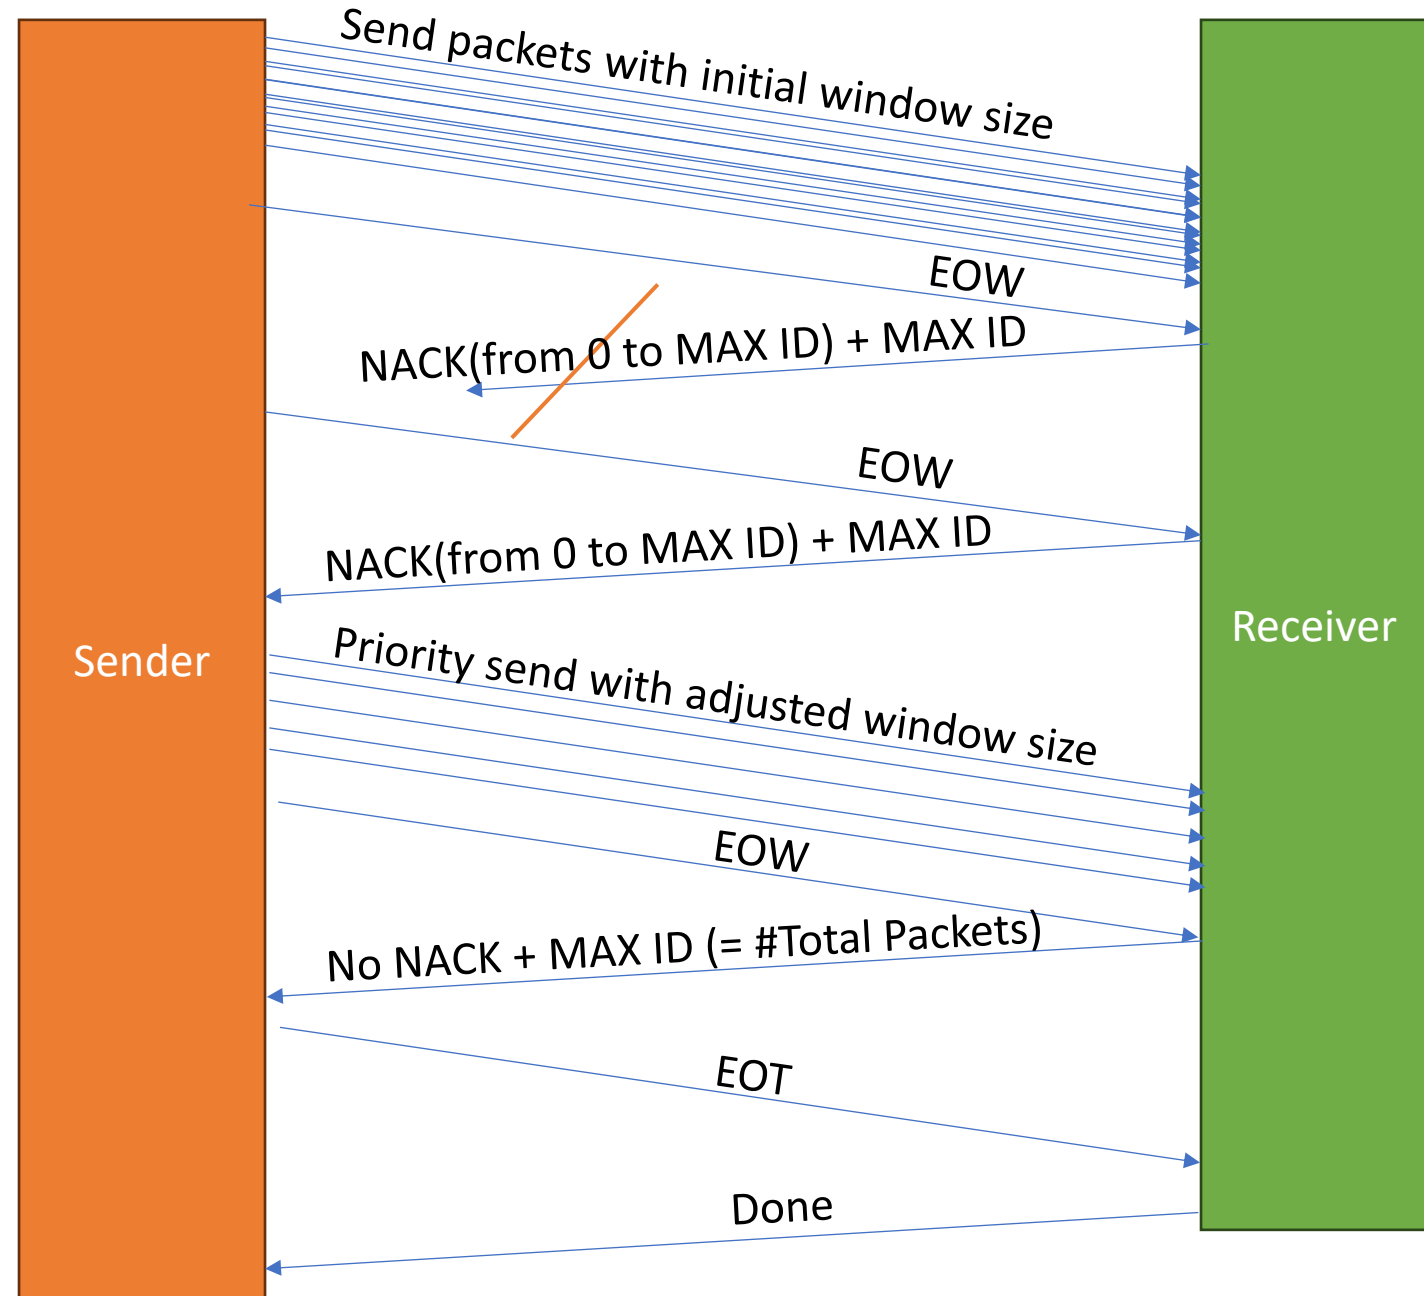 Send packets with initial window size
EOW
NACK(from 0 to MAX ID) + MAX ID
EOW
NACK(from 0 to MAX ID) + MAX ID
Sender
Receiver
Priority send with adjusted window size
EOW
No NACK + MAX ID (= #Total Packets)
EOT
Done